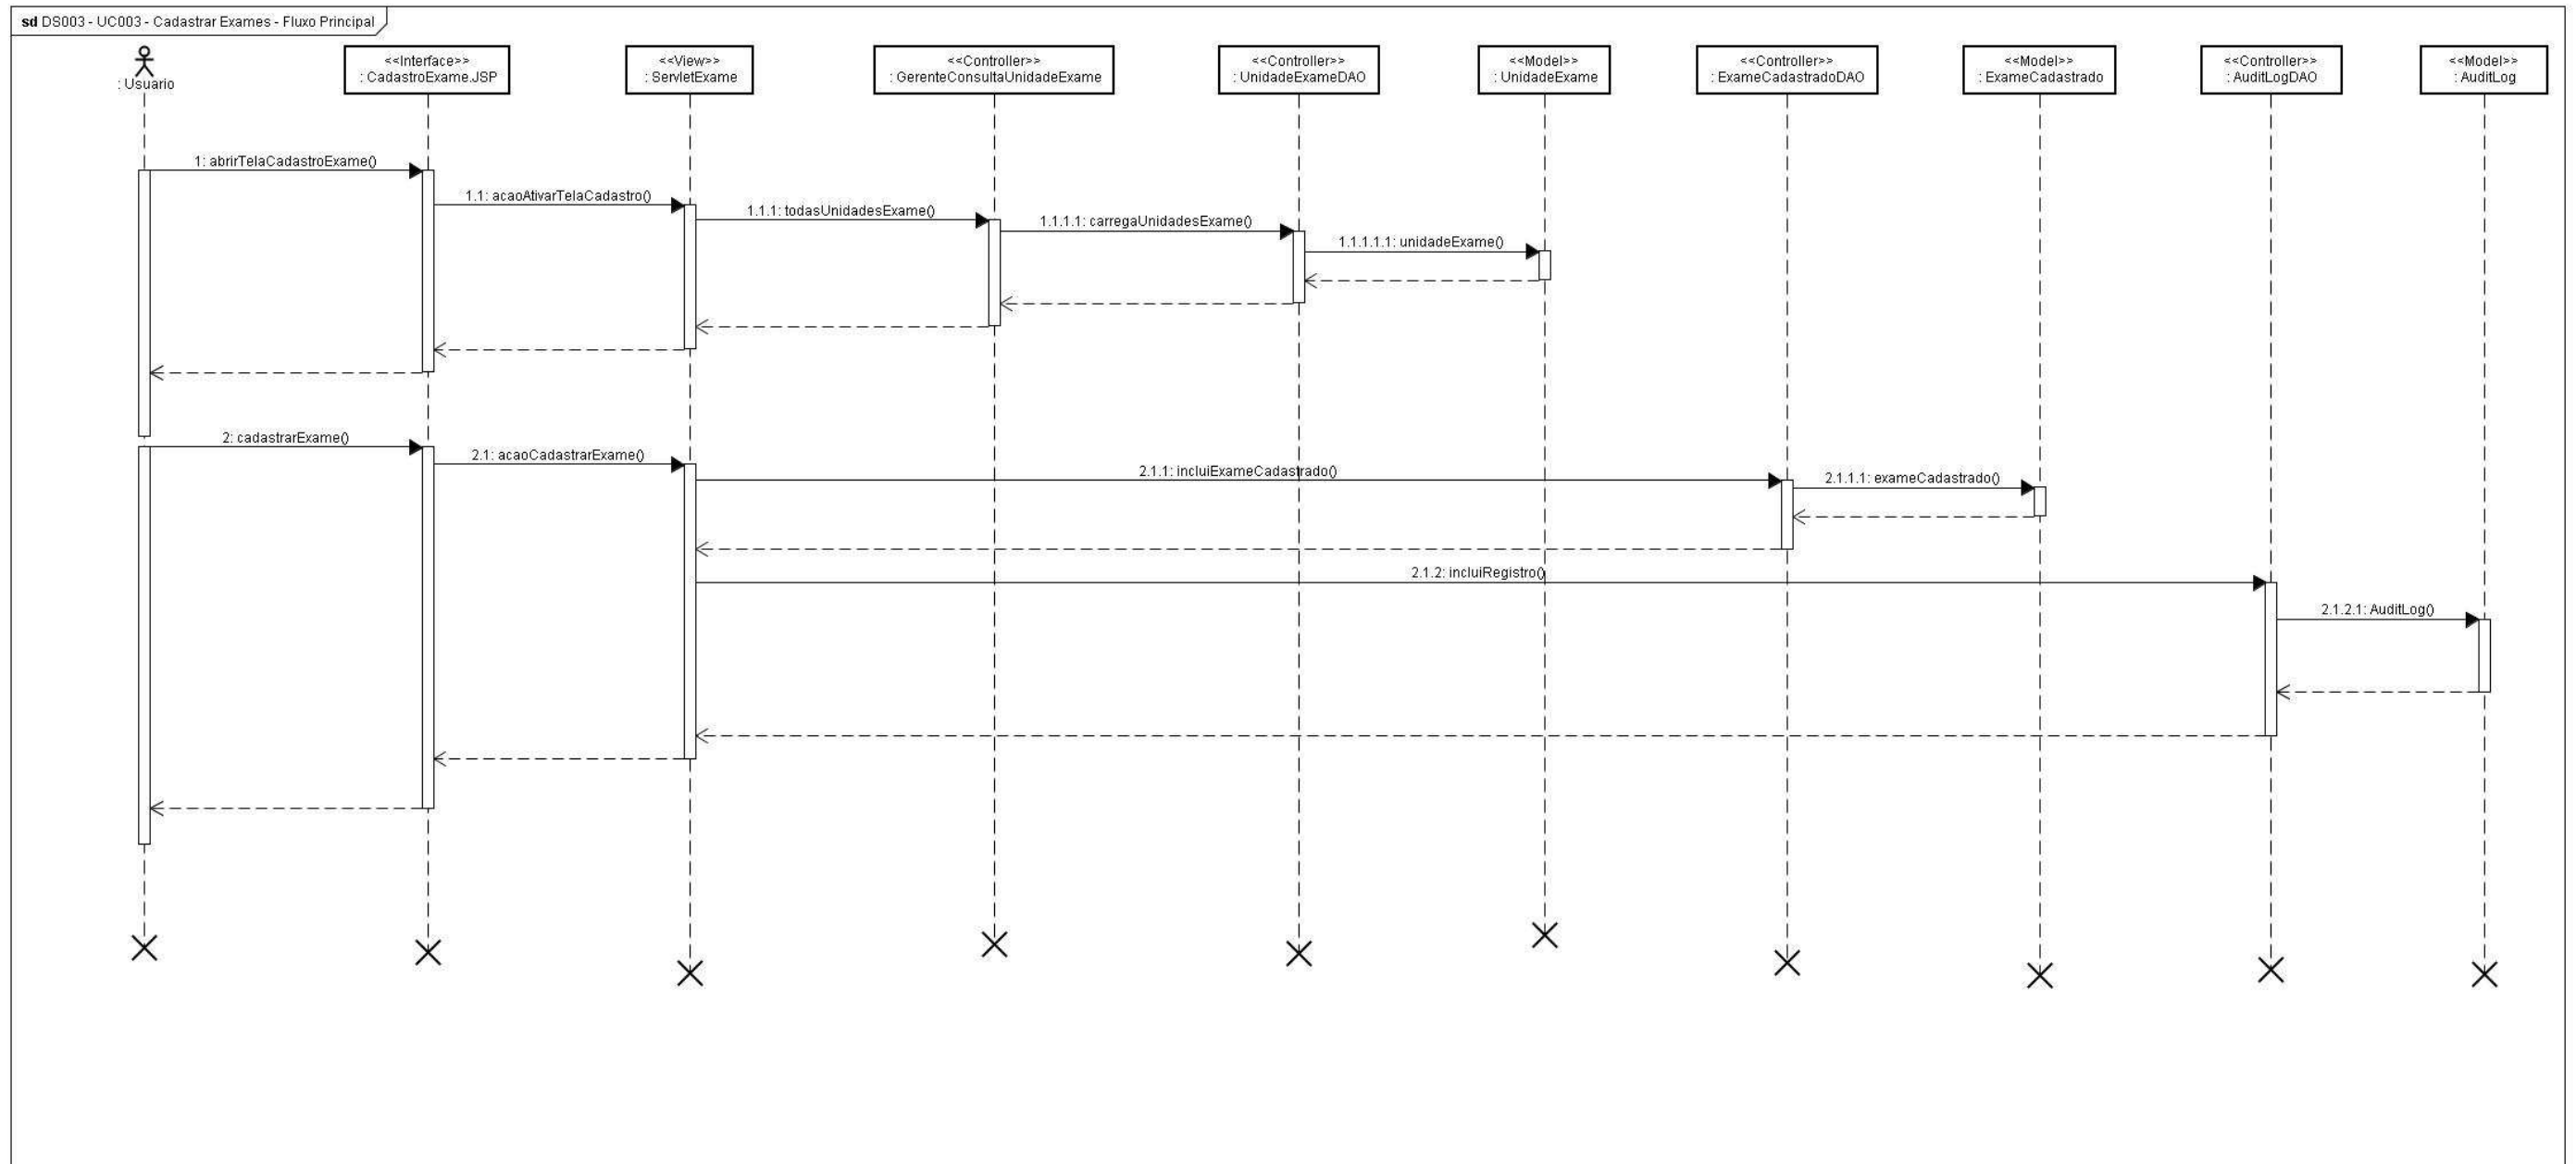 sd DS003 - UC003 - Cadastrar Exames - Fluxo Principal
: Usuario
<<Interface>>
: CadastroExame.JSP
<<View>>
: ServletExame
<<Controller>>
: GerenteConsultaUnidadeExame
<<Controller>>
: UnidadeExameDAO
<<Model>>
: UnidadeExame
<<Controller>>
: ExameCadastradoDAO
<<Model>>
: ExameCadastrado
<<Controller>>
: AuditLogDAO
<<Model>>
: AuditLog
1: abrirTelaCadastroExame()
1.1: acaoAtivarTelaCadastro()
1.1.1: todasUnidadesExame()
1.1.1.1: carregaUnidadesExame()
1.1.1.1.1: unidadeExame()
2: cadastrarExame()
2.1: acaoCadastrarExame()
2.1.1: incluiExameCadastrado()
2.1.1.1: exameCadastrado()
2.1.2: incluiRegistro()
2.1.2.1: AuditLog()